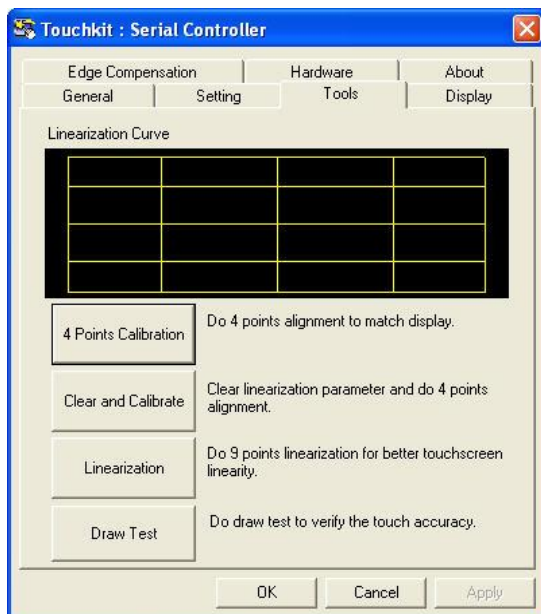 Touchkit : Serial Controller
Edge Compensation Hardware About
General Setting Tools Display
Linearization Curve
4 Points Calibration Do 4 points alignment to match display.
Clear and Calibrate Clear linearization parameter and do 4 points
alignment.
Linearization Do 9 points linearization for better touchscreen
linearity.
Draw Test Do draw test to verify the touch accuracy.
OK Cancel Apply